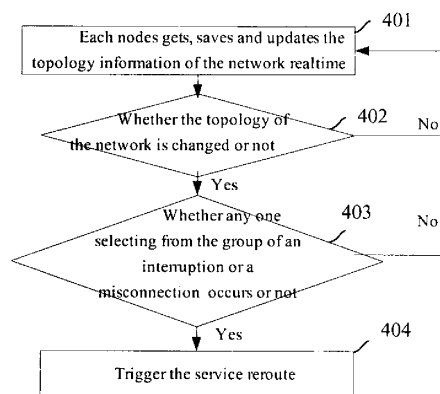 401
Each nodes gets, saves and updates the
topology information of the network realtime
402
Whether the topology of
the network is changed or not
No
Yes
403
Whether any one
selecting from the group of an
interruption or a
misconnection occurs or not
No
Yes
404
Trigger the service reroute